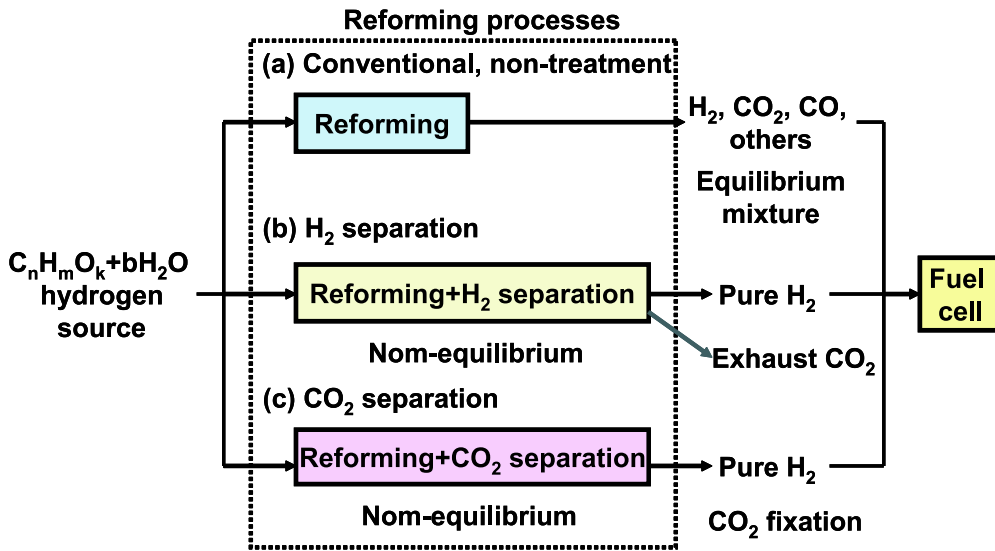 Reforming processes
(a) Conventional, non-treatment
Reforming
H₂, CO₂, CO,
others
Equilibrium
mixture
(b) H₂ separation
CₙHₘOₖ+bH₂O
hydrogen
source
Reforming+H₂ separation
Pure H₂
Fuel
cell
Nom-equilibrium
Exhaust CO₂
(c) CO₂ separation
Reforming+CO₂ separation
Pure H₂
Nom-equilibrium
CO₂ fixation